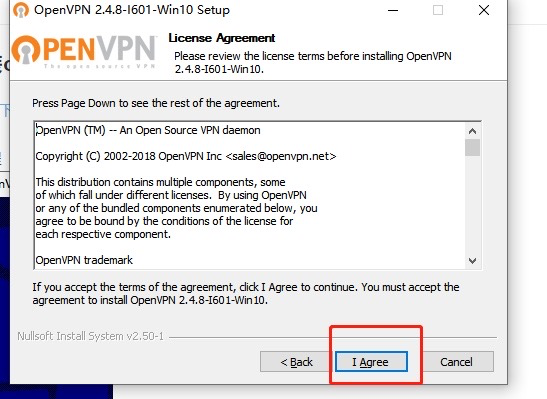 OpenVPN 2.4.8-I601-Win10 Setup
OPENVPN
The open source VPN
License Agreement
Please review the license terms before installing OpenVPN
2.4.8-I601-Win10.
Press Page Down to see the rest of the agreement.
OpenVPN (TM) -- An Open Source VPN daemon
Copyright (C) 2002-2018 OpenVPN Inc <sales@openvpn.net>
This distribution contains multiple components, some
of which fall under different licenses. By using OpenVPN
or any of the bundled components enumerated below, you
agree to be bound by the conditions of the license for
each respective component.
OpenVPN trademark
If you accept the terms of the agreement, click I Agree to continue. You must accept the
agreement to install OpenVPN 2.4.8-I601-Win10.
Nullsoft Install System v2.50-1
< Back
I Agree
Cancel